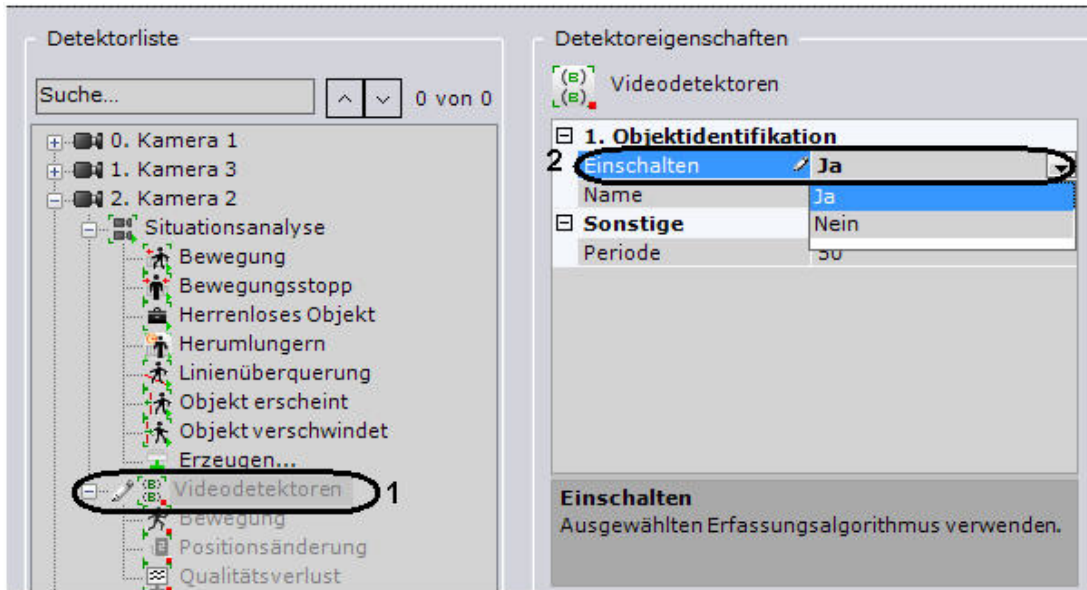 Detektorliste
Suche...
0 von 0
0. Kamera 1
1. Kamera 3
2. Kamera 2
Situationsanalyse
Bewegung
Bewegungsstopp
Herrenloses Objekt
Herumlungern
Linienüberquerung
Objekt erscheint
Objekt verschwindet
Erzeugen...
Videodetektoren 1
Bewegung
Positionsänderung
Qualitätsverlust
Detektoreigenschaften
Videodetektoren
1. Objektidentifikation
2 Einschalten Ja
Name Ja
Nein
Sonstige
Periode 50
Einschalten
Ausgewählten Erfassungsalgorithmus verwenden.